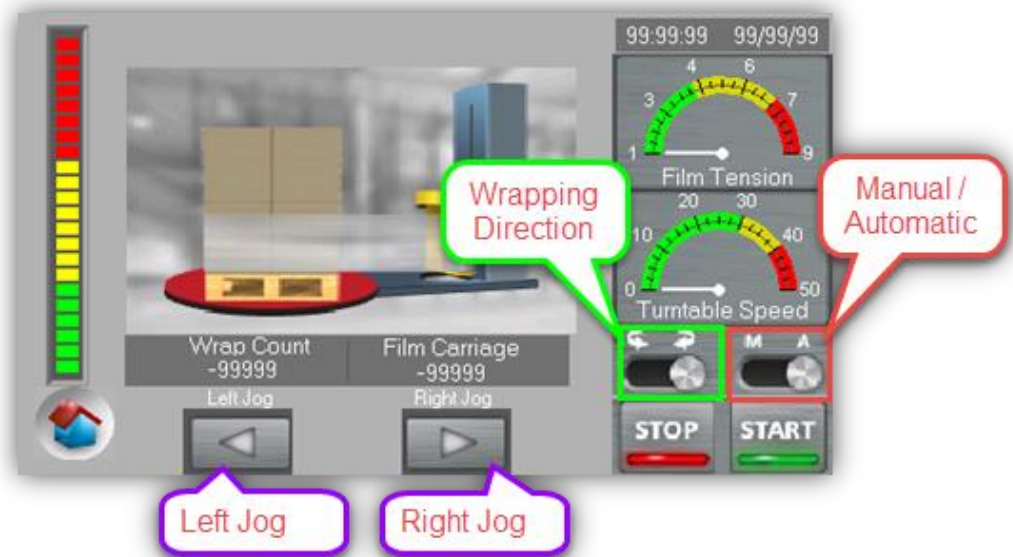 99:99:99 99/99/99
1 3 4 6 7 9
Film Tension
Wrapping
Direction
Manual /
Automatic
0 10 20 30 40 50
Turntable Speed
Wrap Count
-99999
Film Carriage
-99999
M A
Left Jog
Right Jog
STOP
START
Left Jog
Right Jog